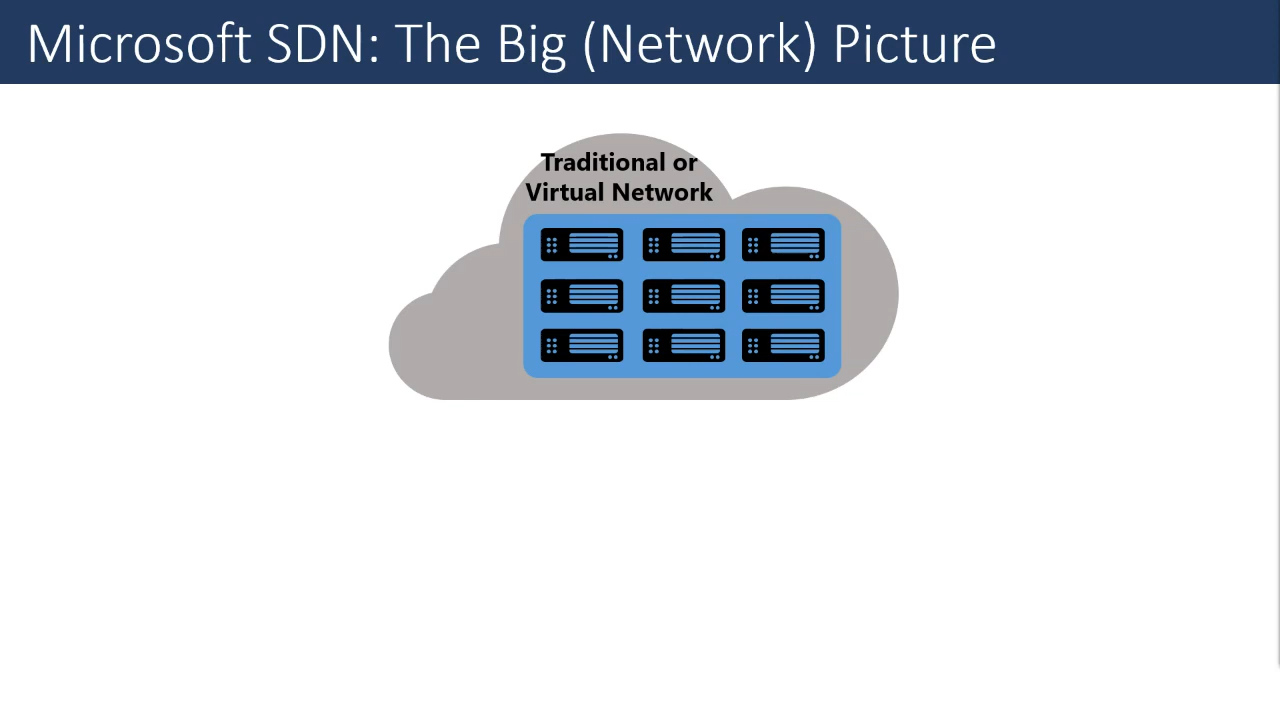 Microsoft SDN: The Big (Network) Picture
Traditional or
Virtual Network